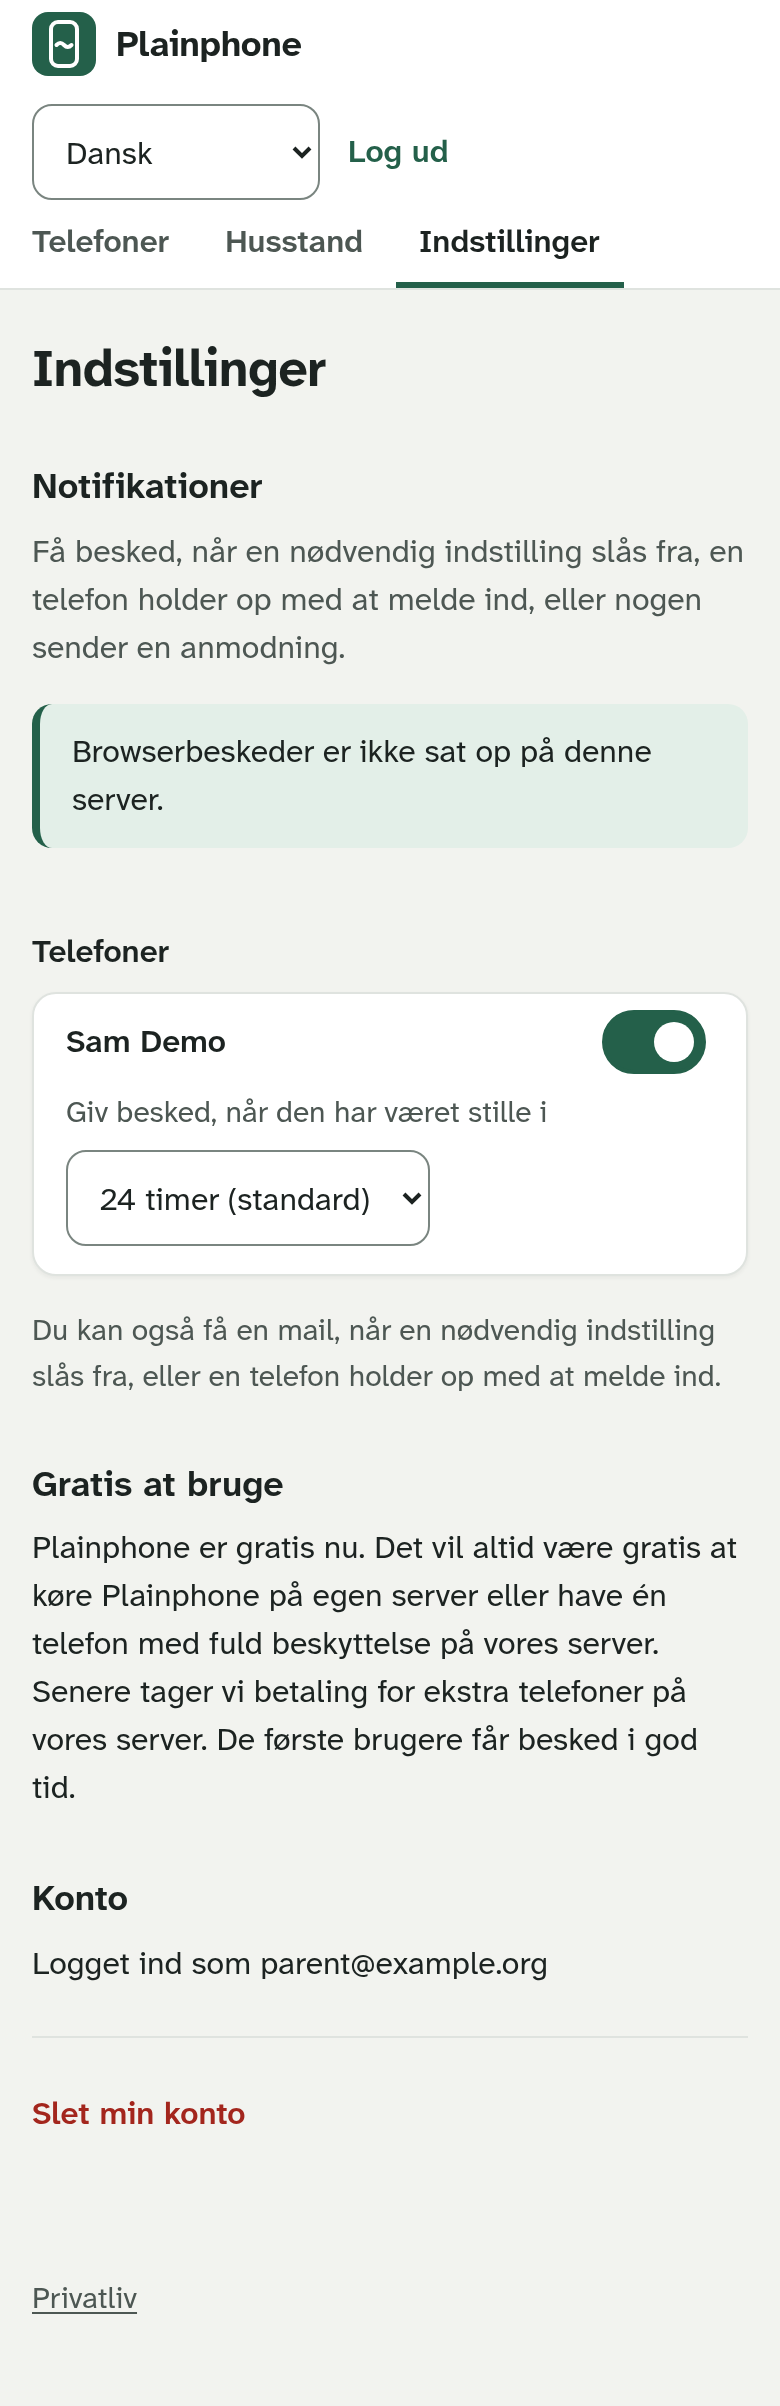 Plainphone
Dansk
Log ud
Telefoner
Husstand
Indstillinger
Indstillinger
Notifikationer
Få besked, når en nødvendig indstilling slås fra, en
telefon holder op med at melde ind, eller nogen
sender en anmodning.
Browserbeskeder er ikke sat op på denne
server.
Telefoner
Sam Demo
Giv besked, når den har været stille i
24 timer (standard)
Du kan også få en mail, når en nødvendig indstilling
slås fra, eller en telefon holder op med at melde ind.
Gratis at bruge
Plainphone er gratis nu. Det vil altid være gratis at
køre Plainphone på egen server eller have én
telefon med fuld beskyttelse på vores server.
Senere tager vi betaling for ekstra telefoner på
vores server. De første brugere får besked i god
tid.
Konto
Logget ind som parent@example.org
Slet min konto
Privatliv